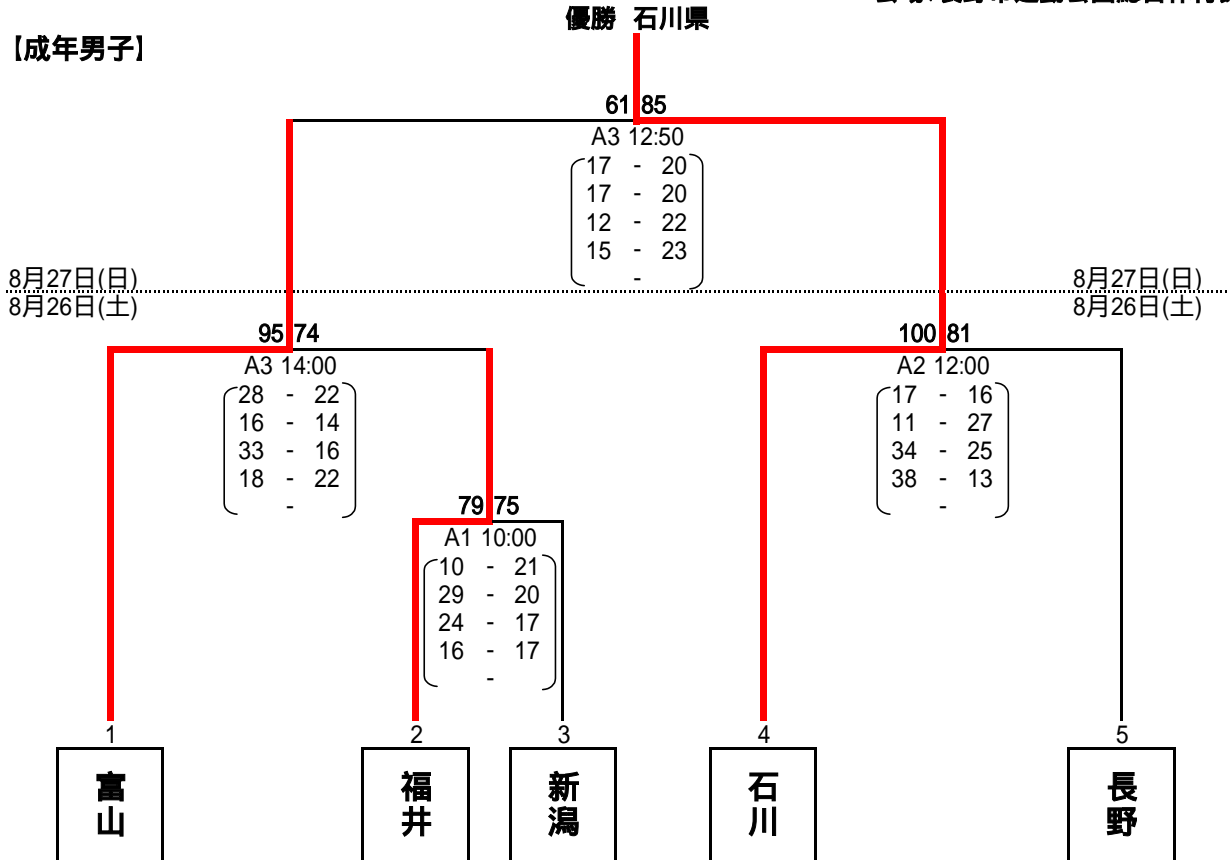 優勝 石川県
【成年男子】
61 85
A3 12:50
17 - 20
17 - 20
12 - 22
15 - 23
-
8月27日(日)
8月26日(土)
8月27日(日)
8月26日(土)
95 74
A3 14:00
28 - 22
16 - 14
33 - 16
18 - 22
-
100 81
A2 12:00
17 - 16
11 - 27
34 - 25
38 - 13
-
79 75
A1 10:00
10 - 21
29 - 20
24 - 17
16 - 17
-
1 2 3 4 5
富山
福井
新潟
石川
長野